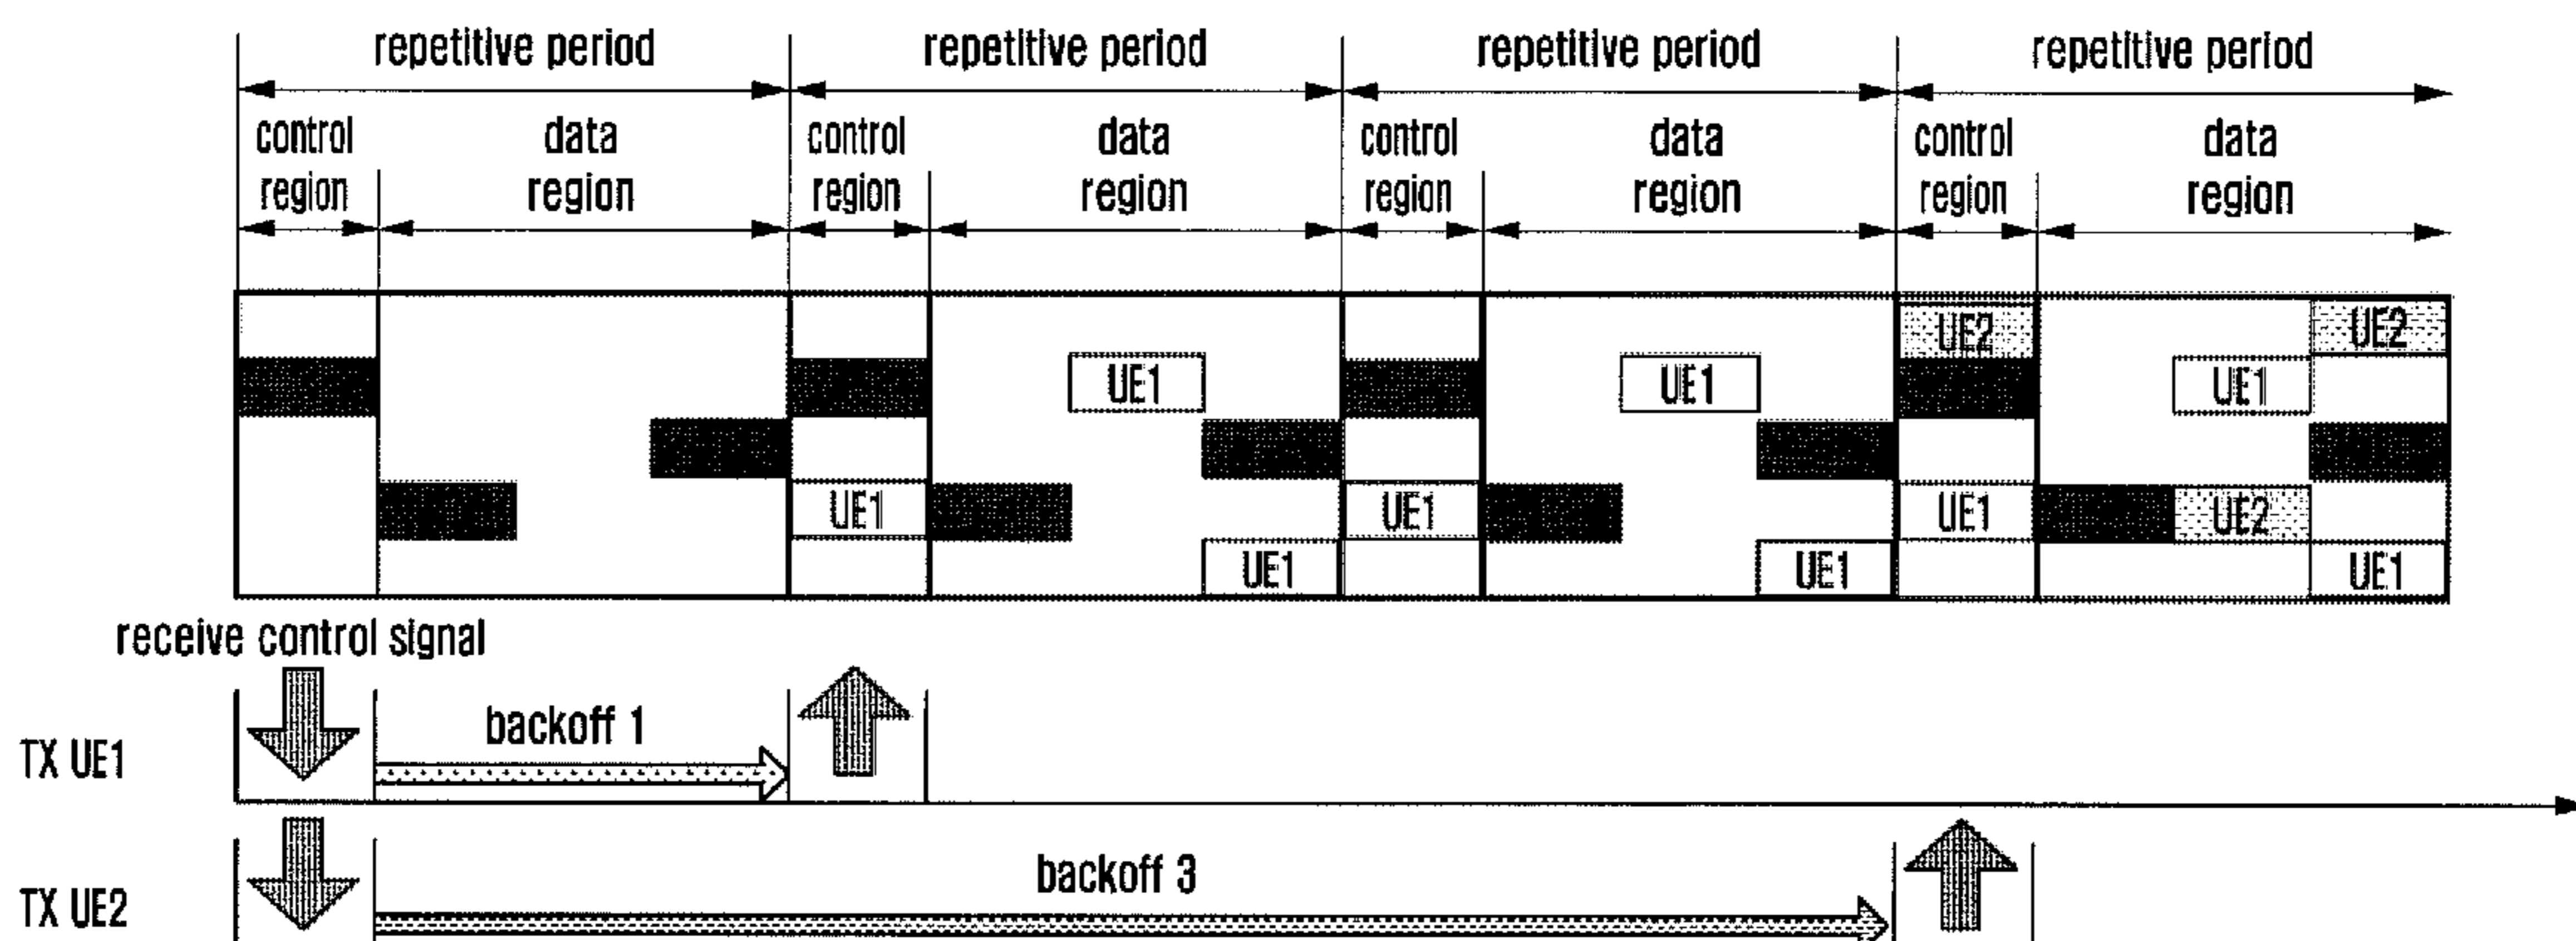 repetitive period repetitive period repetitive period repetitive period
control data control data control data control data
region region region region region region region region
UE2 UE2
UE1 UE1 UE1
UE1 UE1 UE1 UE2
UE1 UE1 UE1
receive control signal
backoff 1
TX UE1
backoff 3
TX UE2